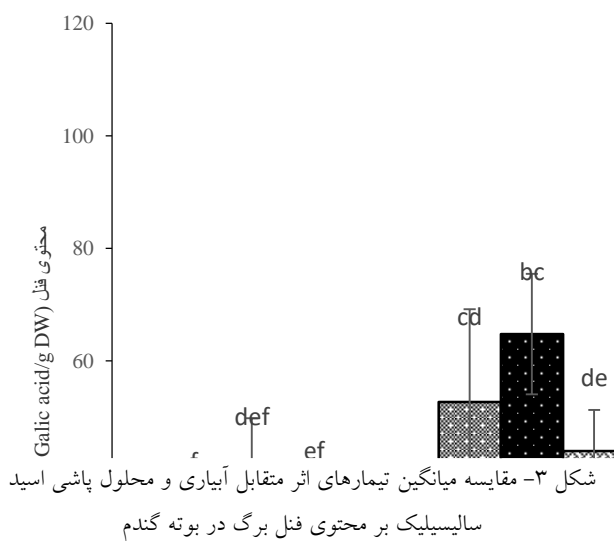 120
100
80
60
محتوی فنل (Galic acid/g DW
f
def
ef
cd
bc
de
شکل ۳- مقایسه میانگین تیمارهای اثر متقابل آبیاری و محلول پاشی اسید
سالیسیلیک بر محتوی فنل برگ در بوته گندم